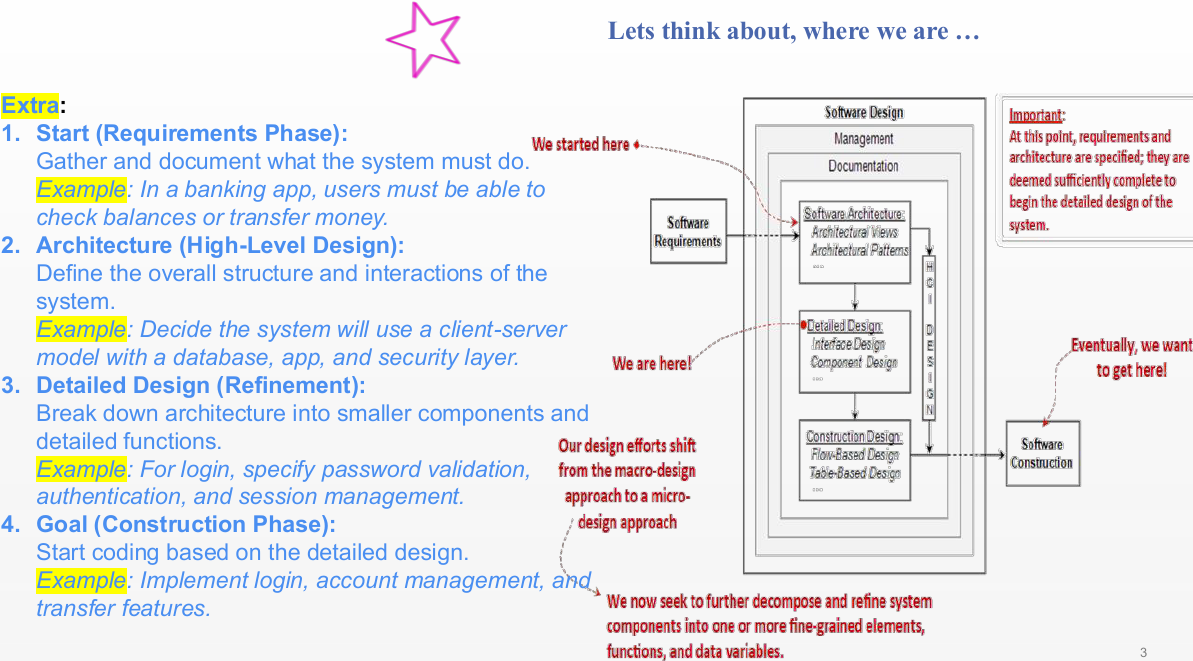 Lets think about, where we are …
Extra:
1. Start (Requirements Phase):
Gather and document what the system must do.
Example: In a banking app, users must be able to
check balances or transfer money.
2. Architecture (High-Level Design):
Define the overall structure and interactions of the
system.
Example: Decide the system will use a client-server
model with a database, app, and security layer.
3. Detailed Design (Refinement):
Break down architecture into smaller components and
detailed functions.
Example: For login, specify password validation,
authentication, and session management.
4. Goal (Construction Phase):
Start coding based on the detailed design.
Example: Implement login, account management, and
transfer features.
We started here
Software
Requirements
We are here!
Our design efforts shift
from the macro-design
approach to a micro-
design approach
Software Design
Management
Documentation
Software Architecture:
Architectural Views
Architectural Patterns
...
Detailed Design:
Interface Design
Component Design
...
Construction Design:
Flow-Based Design
Table-Based Design
...
HCI DESIGN
Important:
At this point, requirements and
architecture are specified; they are
deemed sufficiently complete to
begin the detailed design of the
system.
Eventually, we want
to get here!
Software
Construction
We now seek to further decompose and refine system
components into one or more fine-grained elements,
functions, and data variables.
3